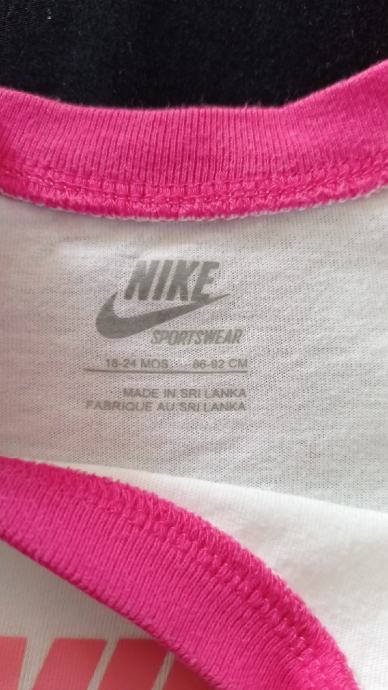 NIKE
SPORTSWEAR
18-24 MOS 86-92 CM
MADE IN SRI LANKA
FABRIQUE AU SRI LANKA